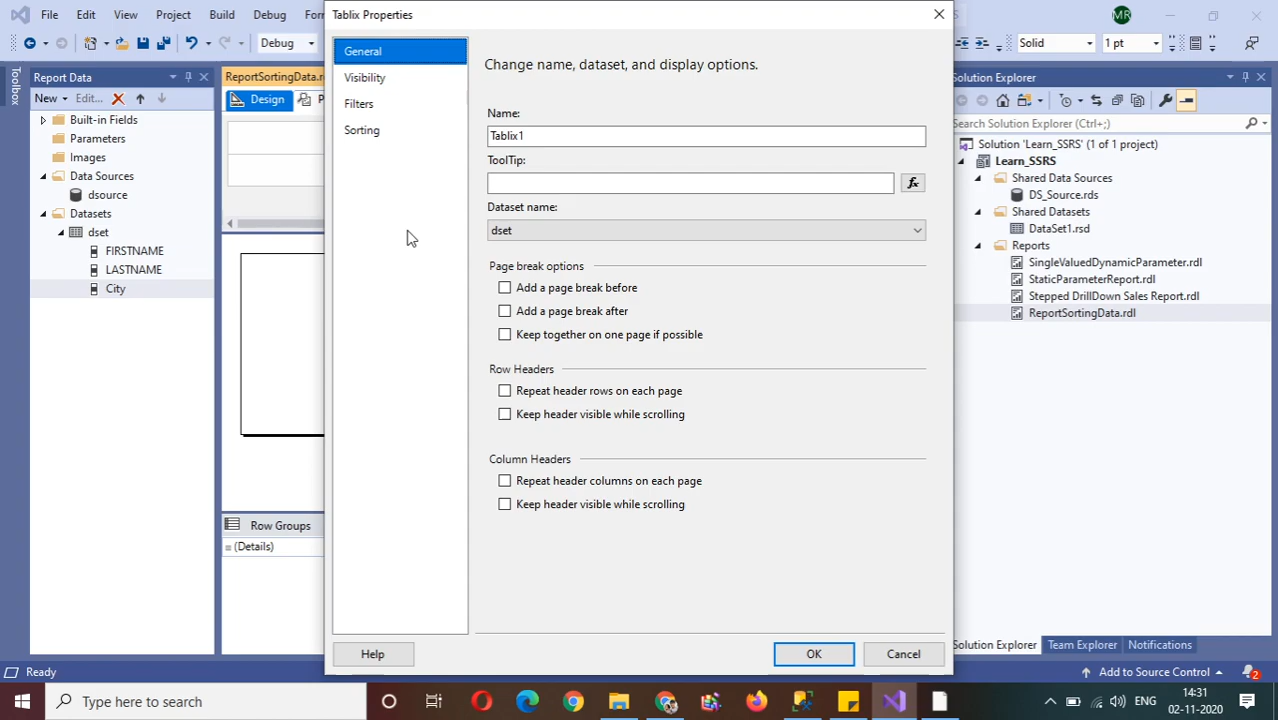 File Edit View Project Build Debug For
Tablix Properties
MR
Debug
Solid
1 pt
Toolbox
Report Data
New Edit...
Built-in Fields
Parameters
Images
Data Sources
dsource
Datasets
dset
FIRSTNAME
LASTNAME
City
ReportSortingData.r
Design
P
Row Groups
(Details)
General
Visibility
Filters
Sorting
Change name, dataset, and display options.
Name:
Tablix1
ToolTip:
fx
Dataset name:
dset
Page break options
Add a page break before
Add a page break after
Keep together on one page if possible
Row Headers
Repeat header rows on each page
Keep header visible while scrolling
Column Headers
Repeat header columns on each page
Keep header visible while scrolling
Help
OK
Cancel
Solution Explorer
Search Solution Explorer (Ctrl+;)
Solution 'Learn_SSRS' (1 of 1 project)
Learn_SSRS
Shared Data Sources
DS_Source.rds
Shared Datasets
DataSet1.rsd
Reports
SingleValuedDynamicParameter.rdl
StaticParameterReport.rdl
Stepped DrillDown Sales Report.rdl
ReportSortingData.rdl
Solution Explorer Team Explorer Notifications
Ready
Add to Source Control
2
Type here to search
ENG
14:31
02-11-2020